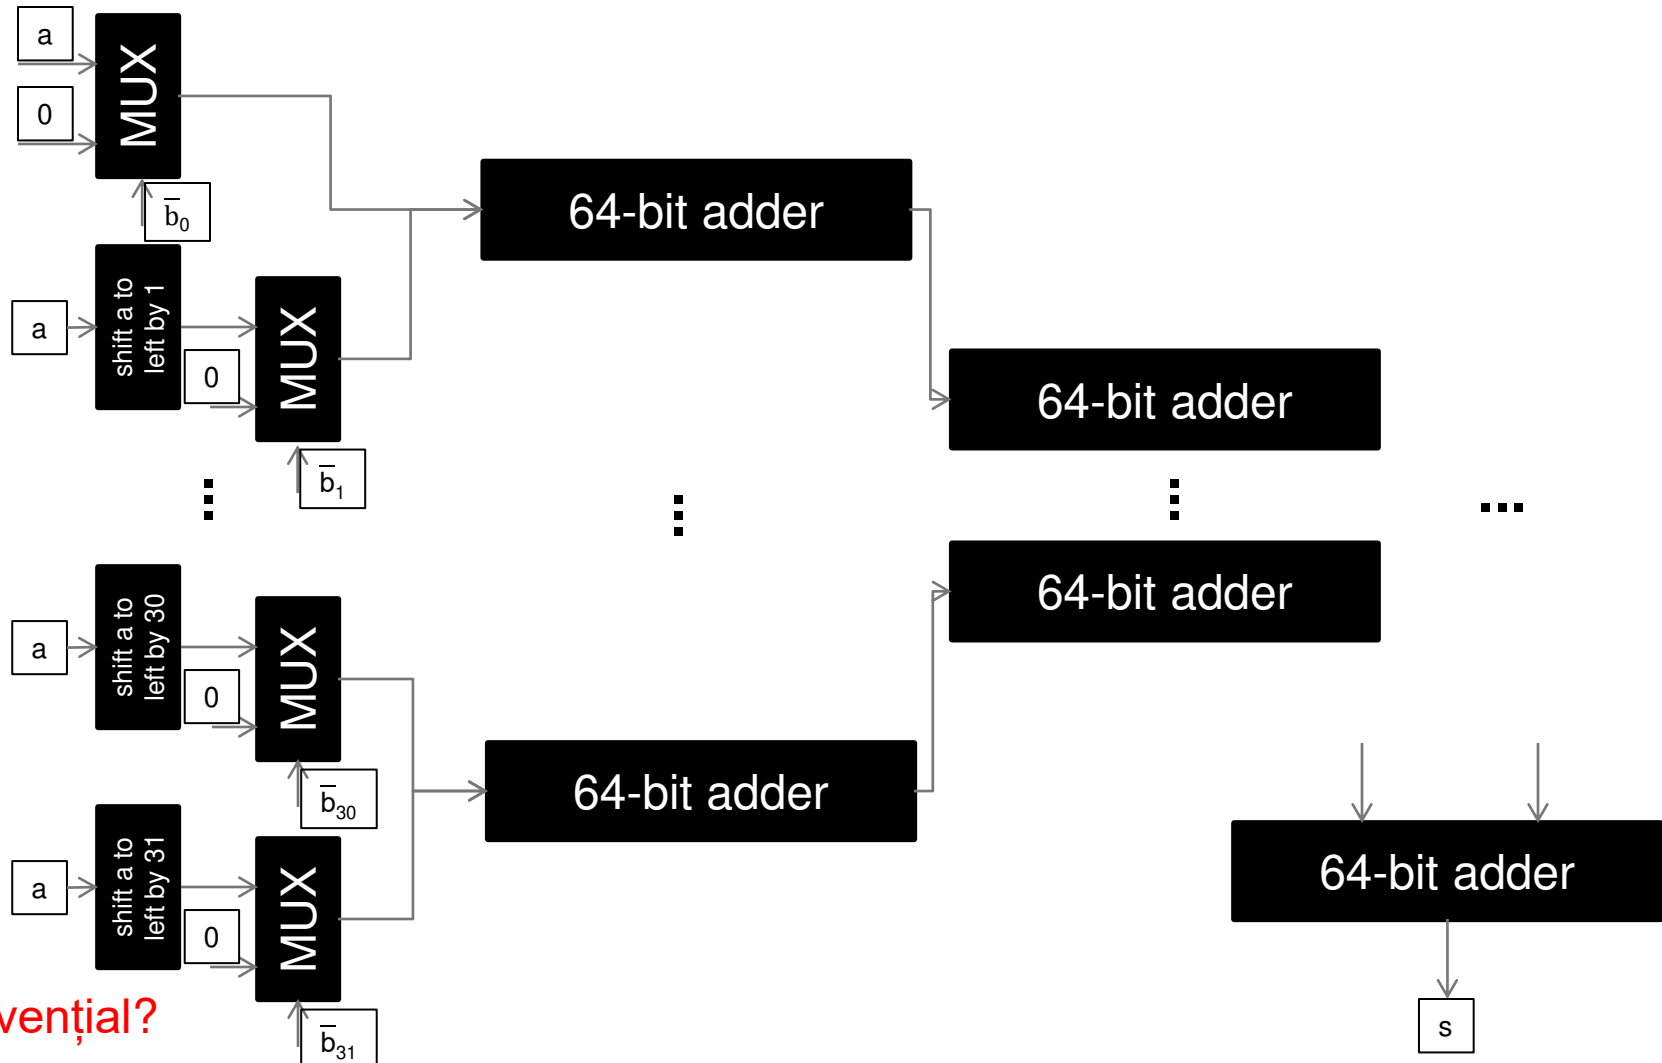 a
0
MUX
b̅₀
64-bit adder
a
shift a to
left by 1
0
MUX
b̅₁
64-bit adder
64-bit adder
a
shift a to
left by 30
0
MUX
b̅₃₀
64-bit adder
a
shift a to
left by 31
0
MUX
b̅₃₁
64-bit adder
s
vențial?